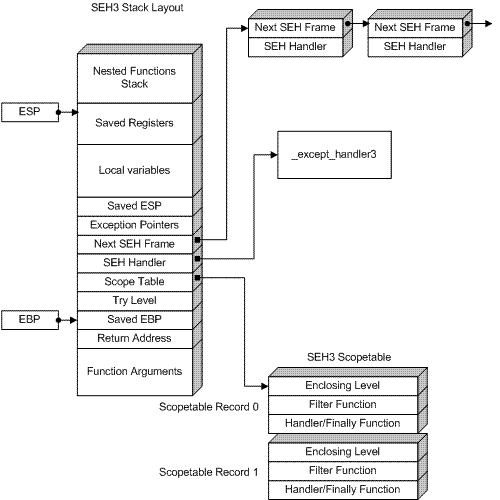 SEH3 Stack Layout
Next SEH Frame
SEH Handler
Next SEH Frame
SEH Handler
Nested Functions
Stack
ESP
Saved Registers
_except_handler3
Local variables
Saved ESP
Exception Pointers
Next SEH Frame
SEH Handler
Scope Table
Try Level
EBP
Saved EBP
Return Address
Function Arguments
SEH3 Scopetable
Scopetable Record 0
Enclosing Level
Filter Function
Handler/Finally Function
Scopetable Record 1
Enclosing Level
Filter Function
Handler/Finally Function